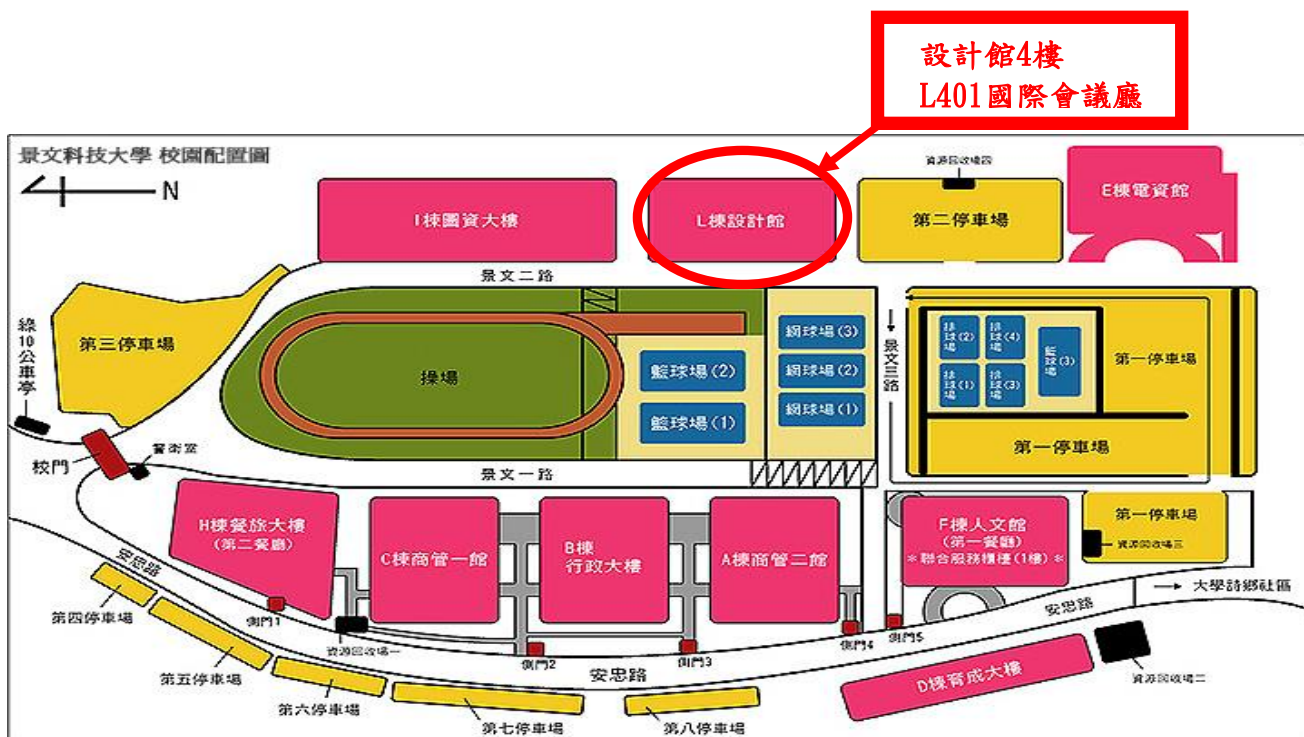 設計館4樓
L401國際會議廳
景文科技大學 校園配置圖
N
I棟圖資大樓
L棟設計館
資源回收場四
第二停車場
E棟電資館
景文二路
綠10公車亭
第三停車場
操場
籃球場(2)
籃球場(1)
網球場(3)
網球場(2)
網球場(1)
景文三路
排球場(2)
排球場(4)
籃球場(3)
排球場(1)
排球場(3)
第一停車場
第一停車場
校門
警衛室
景文一路
H棟餐旅大樓
(第二餐廳)
C棟商管一館
B棟
行政大樓
A棟商管二館
F棟人文館
(第一餐廳)
*聯合服務櫃檯(1樓)*
第一停車場
資源回收場三
大學詩鄉社區
安忠路
安忠路
安忠路
側門1
側門2
側門3
側門4
側門5
資源回收場一
資源回收場二
第四停車場
第五停車場
第六停車場
第七停車場
第八停車場
D棟育成大樓